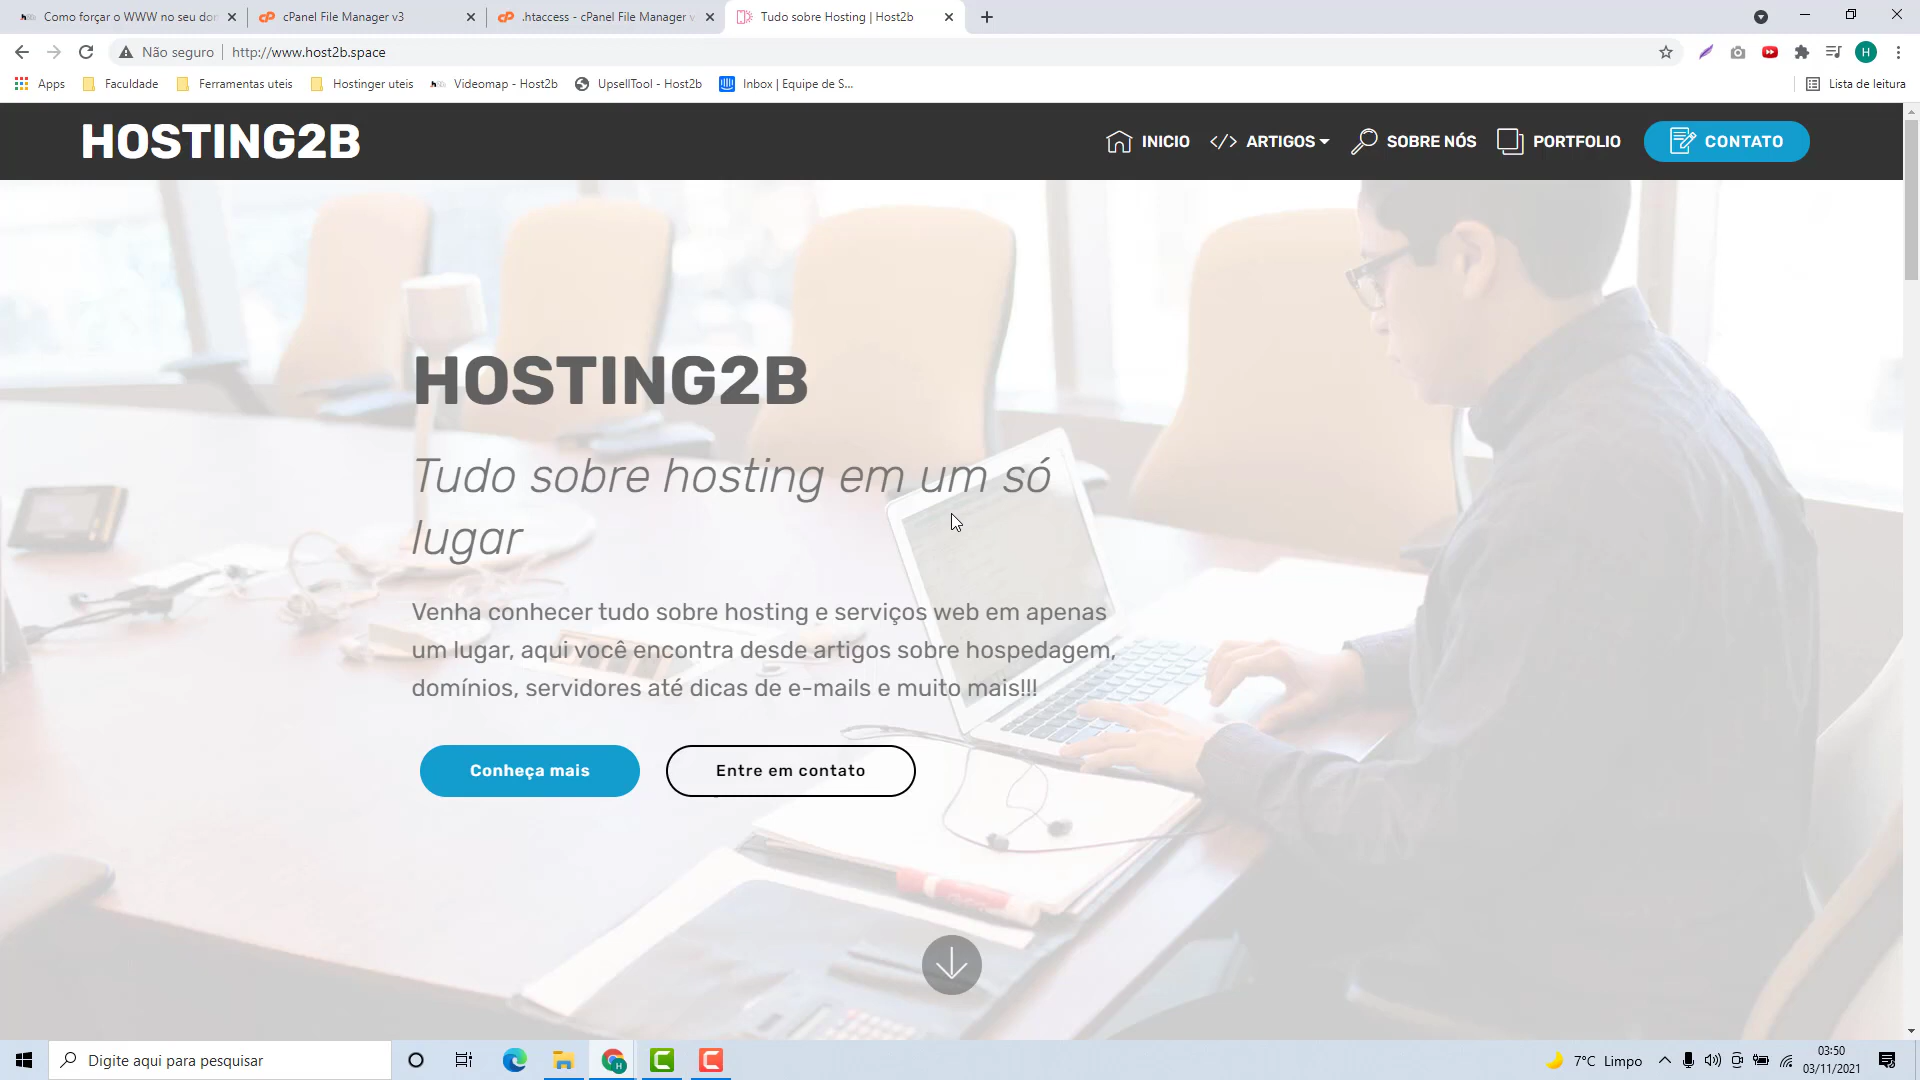 Como forçar o WWW no seu dor
cPanel File Manager v3
.htaccess - cPanel File Manager v
Tudo sobre Hosting | Host2b
Não seguro
http://www.host2b.space
H
Apps
Faculdade
Ferramentas uteis
Hostinger uteis
Videomap - Host2b
UpsellTool - Host2b
Inbox | Equipe de S...
Lista de leitura
HOSTING2B
INICIO
ARTIGOS
SOBRE NÓS
PORTFOLIO
CONTATO
HOSTING2B
Tudo sobre hosting em um só
lugar
Venha conhecer tudo sobre hosting e serviços web em apenas
um lugar, aqui você encontra desde artigos sobre hospedagem,
domínios, servidores até dicas de e-mails e muito mais!!!
Conheça mais
Entre em contato
Digite aqui para pesquisar
7°C Limpo
03:50
03/11/2021